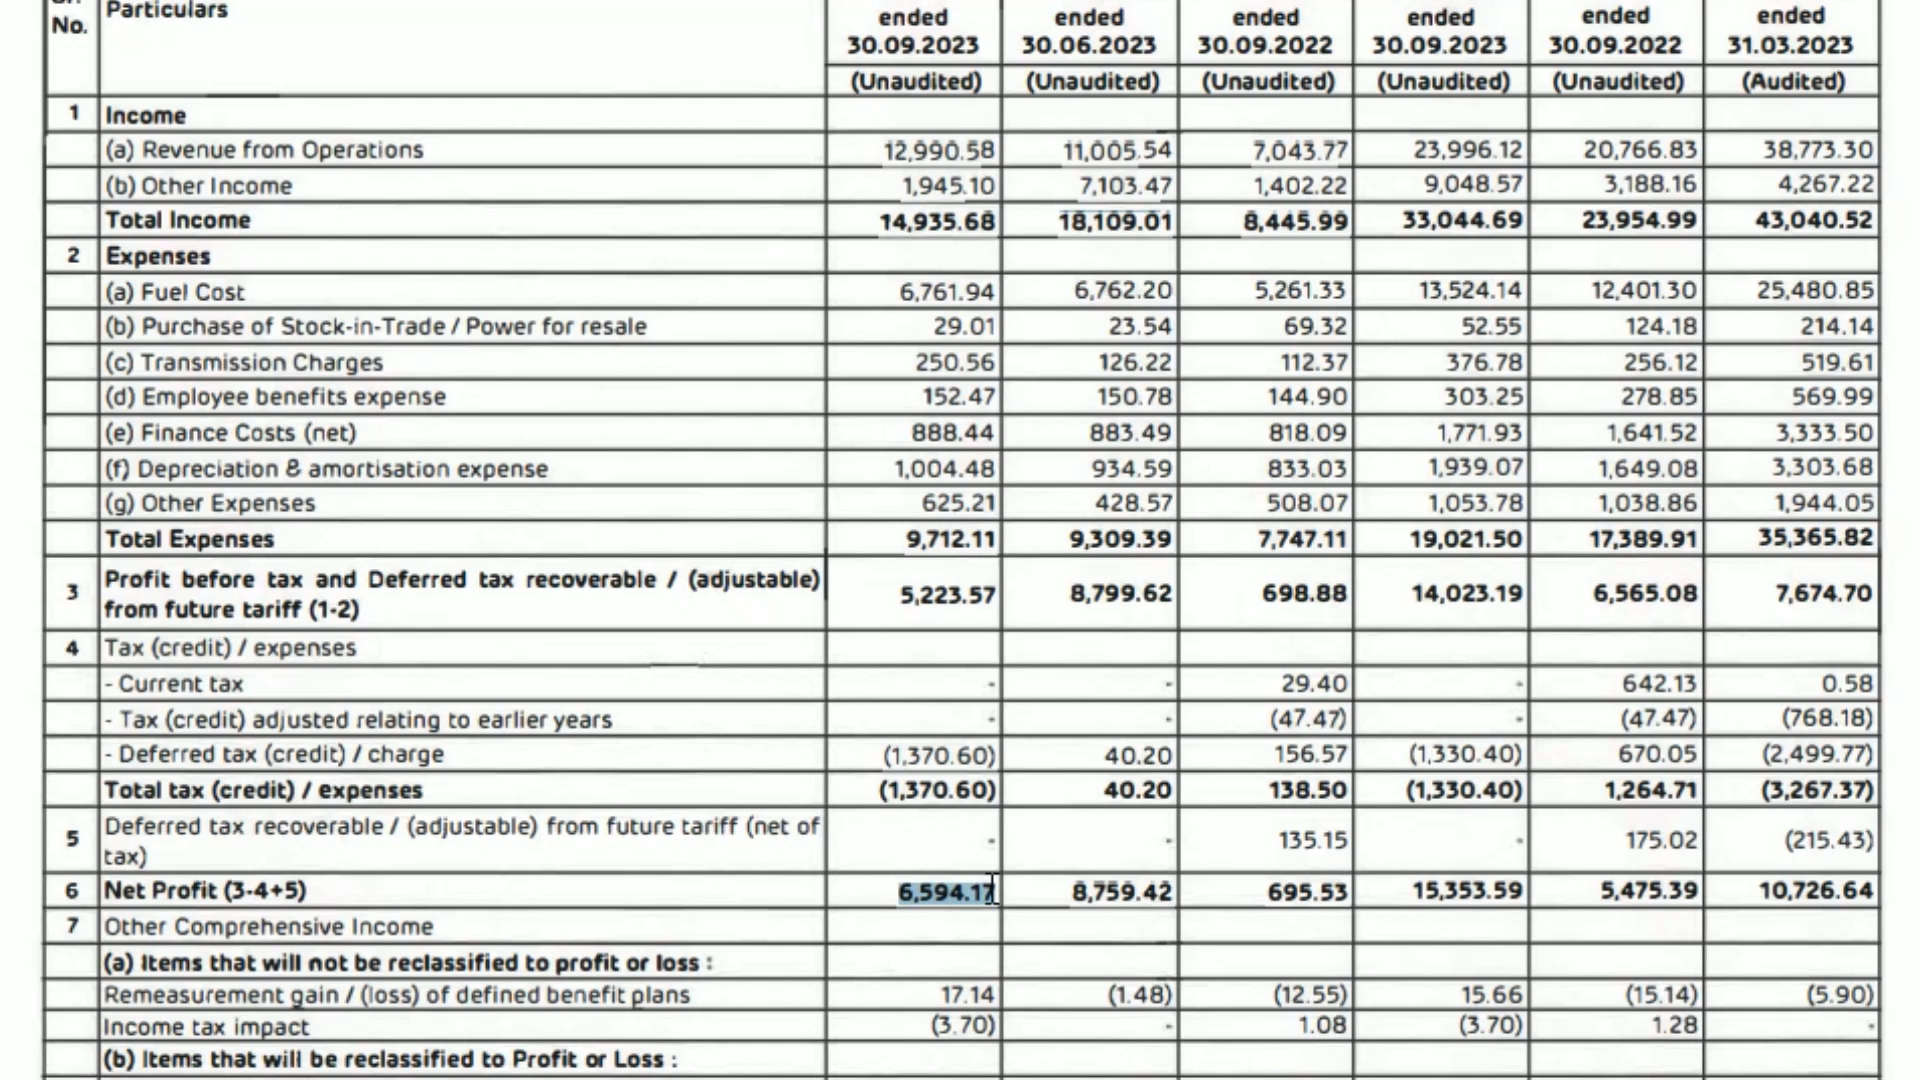 No. Particulars ended ended ended ended ended ended
30.09.2023 30.06.2023 30.09.2022 30.09.2023 30.09.2022 31.03.2023
(Unaudited) (Unaudited) (Unaudited) (Unaudited) (Unaudited) (Audited)
1 Income
(a) Revenue from Operations 12,990.58 11,005.54 7,043.77 23,996.12 20,766.83 38,773.30
(b) Other Income 1,945.10 7,103.47 1,402.22 9,048.57 3,188.16 4,267.22
Total Income 14,935.68 18,109.01 8,445.99 33,044.69 23,954.99 43,040.52
2 Expenses
(a) Fuel Cost 6,761.94 6,762.20 5,261.33 13,524.14 12,401.30 25,480.85
(b) Purchase of Stock-in-Trade / Power for resale 29.01 23.54 69.32 52.55 124.18 214.14
(c) Transmission Charges 250.56 126.22 112.37 376.78 256.12 519.61
(d) Employee benefits expense 152.47 150.78 144.90 303.25 278.85 569.99
(e) Finance Costs (net) 888.44 883.49 818.09 1,771.93 1,641.52 3,333.50
(f) Depreciation & amortisation expense 1,004.48 934.59 833.03 1,939.07 1,649.08 3,303.68
(g) Other Expenses 625.21 428.57 508.07 1,053.78 1,038.86 1,944.05
Total Expenses 9,712.11 9,309.39 7,747.11 19,021.50 17,389.91 35,365.82
3 Profit before tax and Deferred tax recoverable / (adjustable)
from future tariff (1-2) 5,223.57 8,799.62 698.88 14,023.19 6,565.08 7,674.70
4 Tax (credit) / expenses
- Current tax - - 29.40 - 642.13 0.58
- Tax (credit) adjusted relating to earlier years - - (47.47) - (47.47) (768.18)
- Deferred tax (credit) / charge (1,370.60) 40.20 156.57 (1,330.40) 670.05 (2,499.77)
Total tax (credit) / expenses (1,370.60) 40.20 138.50 (1,330.40) 1,264.71 (3,267.37)
5 Deferred tax recoverable / (adjustable) from future tariff (net of
tax) - - 135.15 - 175.02 (215.43)
6 Net Profit (3-4+5) 6,594.17 8,759.42 695.53 15,353.59 5,475.39 10,726.64
7 Other Comprehensive Income
(a) Items that will not be reclassified to profit or loss :
Remeasurement gain / (loss) of defined benefit plans 17.14 (1.48) (12.55) 15.66 (15.14) (5.90)
Income tax impact (3.70) - 1.08 (3.70) 1.28 -
(b) Items that will be reclassified to Profit or Loss :